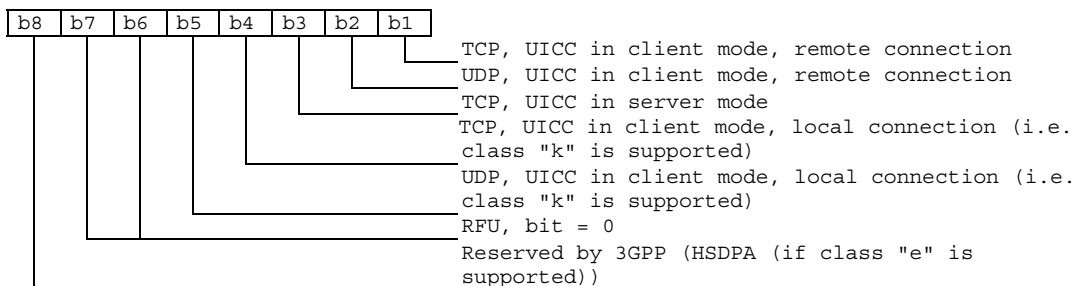 b8 b7 b6 b5 b4 b3 b2 b1
TCP, UICC in client mode, remote connection
UDP, UICC in client mode, remote connection
TCP, UICC in server mode
TCP, UICC in client mode, local connection (i.e.
class "k" is supported)
UDP, UICC in client mode, local connection (i.e.
class "k" is supported)
RFU, bit = 0
Reserved by 3GPP (HSDPA (if class "e" is
supported))